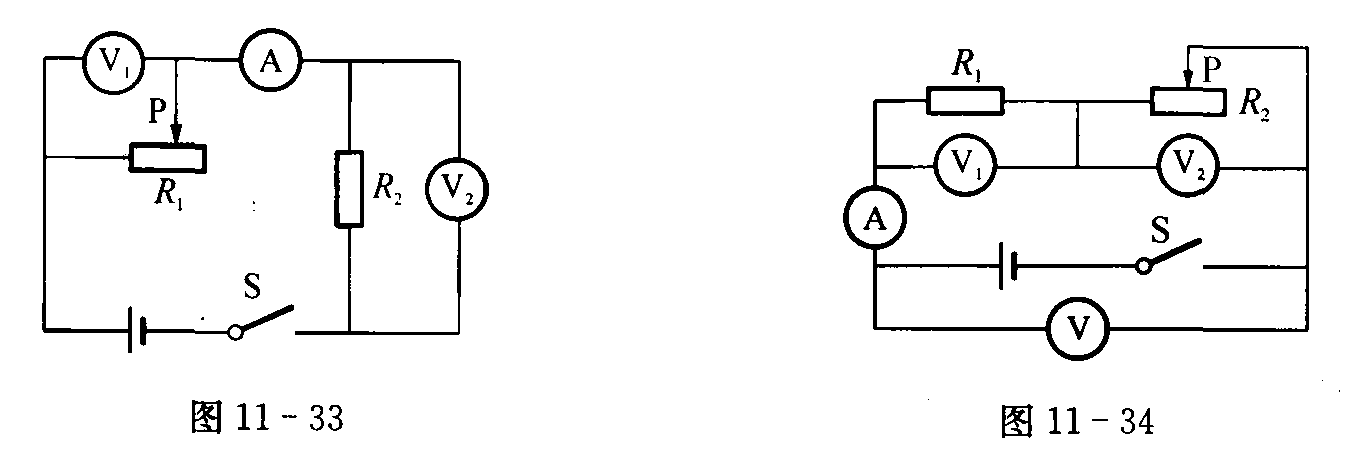 V₁ A
P
R₁ R₂ V₂
S
图 11-33
R₁ P R₂
V₁ V₂
A
S
V
图 11-34